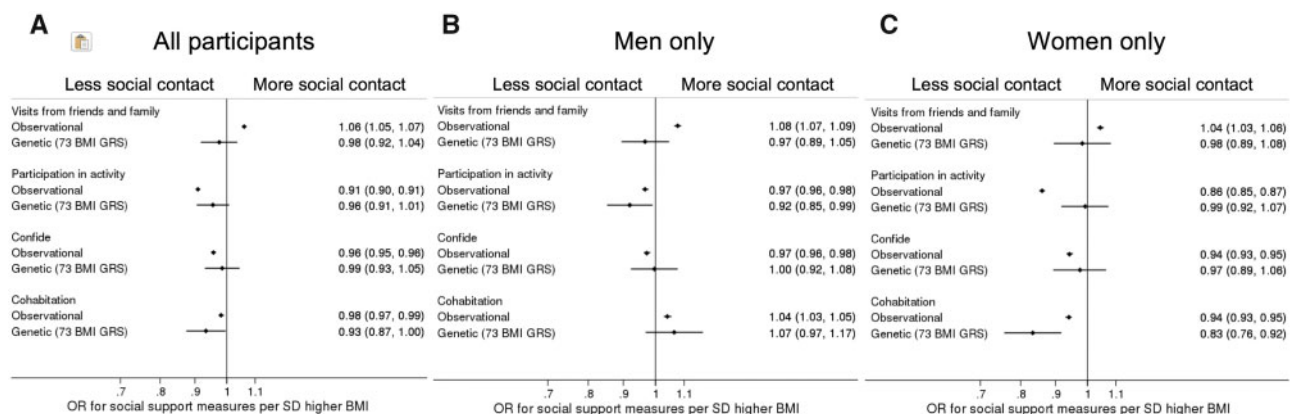 A All participants
Less social contact More social contact
Visits from friends and family
Observational 1.06 (1.05, 1.07)
Genetic (73 BMI GRS) 0.98 (0.92, 1.04)
Participation in activity
Observational 0.91 (0.90, 0.91)
Genetic (73 BMI GRS) 0.96 (0.91, 1.01)
Confide
Observational 0.96 (0.95, 0.96)
Genetic (73 BMI GRS) 0.99 (0.93, 1.05)
Cohabitation
Observational 0.98 (0.97, 0.99)
Genetic (73 BMI GRS) 0.93 (0.87, 1.00)
.7 .8 .9 1 1.1
OR for social support measures per SD higher BMI
B Men only
Less social contact More social contact
Visits from friends and family
Observational 1.08 (1.07, 1.09)
Genetic (73 BMI GRS) 0.97 (0.89, 1.05)
Participation in activity
Observational 0.97 (0.96, 0.98)
Genetic (73 BMI GRS) 0.92 (0.85, 0.99)
Confide
Observational 0.97 (0.96, 0.98)
Genetic (73 BMI GRS) 1.00 (0.92, 1.08)
Cohabitation
Observational 1.04 (1.03, 1.05)
Genetic (73 BMI GRS) 1.07 (0.97, 1.17)
.7 .8 .9 1 1.1
OR for social support measures per SD higher BMI
C Women only
Less social contact More social contact
Visits from friends and family
Observational 1.04 (1.03, 1.06)
Genetic (73 BMI GRS) 0.98 (0.89, 1.08)
Participation in activity
Observational 0.86 (0.85, 0.87)
Genetic (73 BMI GRS) 0.99 (0.92, 1.07)
Confide
Observational 0.94 (0.93, 0.95)
Genetic (73 BMI GRS) 0.97 (0.89, 1.06)
Cohabitation
Observational 0.94 (0.93, 0.95)
Genetic (73 BMI GRS) 0.83 (0.76, 0.92)
.7 .8 .9 1 1.1
OR for social support measures per SD higher BMI